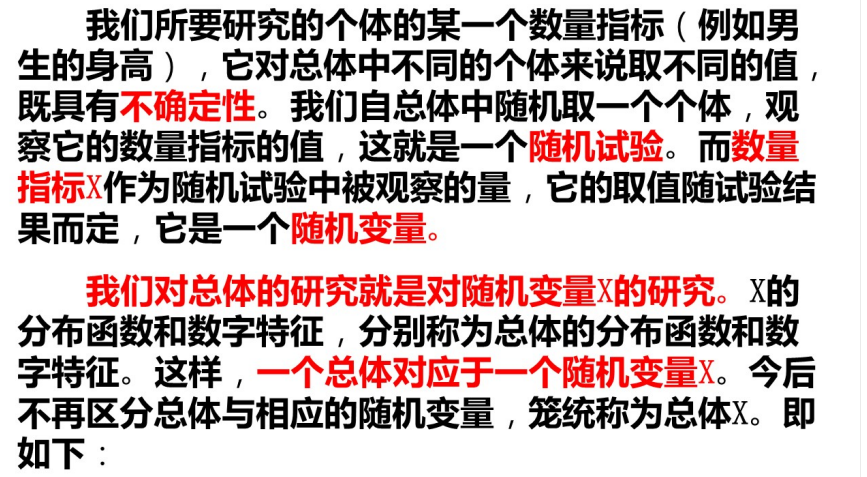 我们所要研究的个体的某一个数量指标（例如男
生的身高），它对总体中不同的个体来说取不同的值，
既具有不确定性。我们自总体中随机取一个个体，观
察它的数量指标的值，这就是一个随机试验。而数量
指标X作为随机试验中被观察的量，它的取值随试验结
果而定，它是一个随机变量。
我们对总体的研究就是对随机变量X的研究。X的
分布函数和数字特征，分别称为总体的分布函数和数
字特征。这样，一个总体对应于一个随机变量X。今后
不再区分总体与相应的随机变量，笼统称为总体X。即
如下：